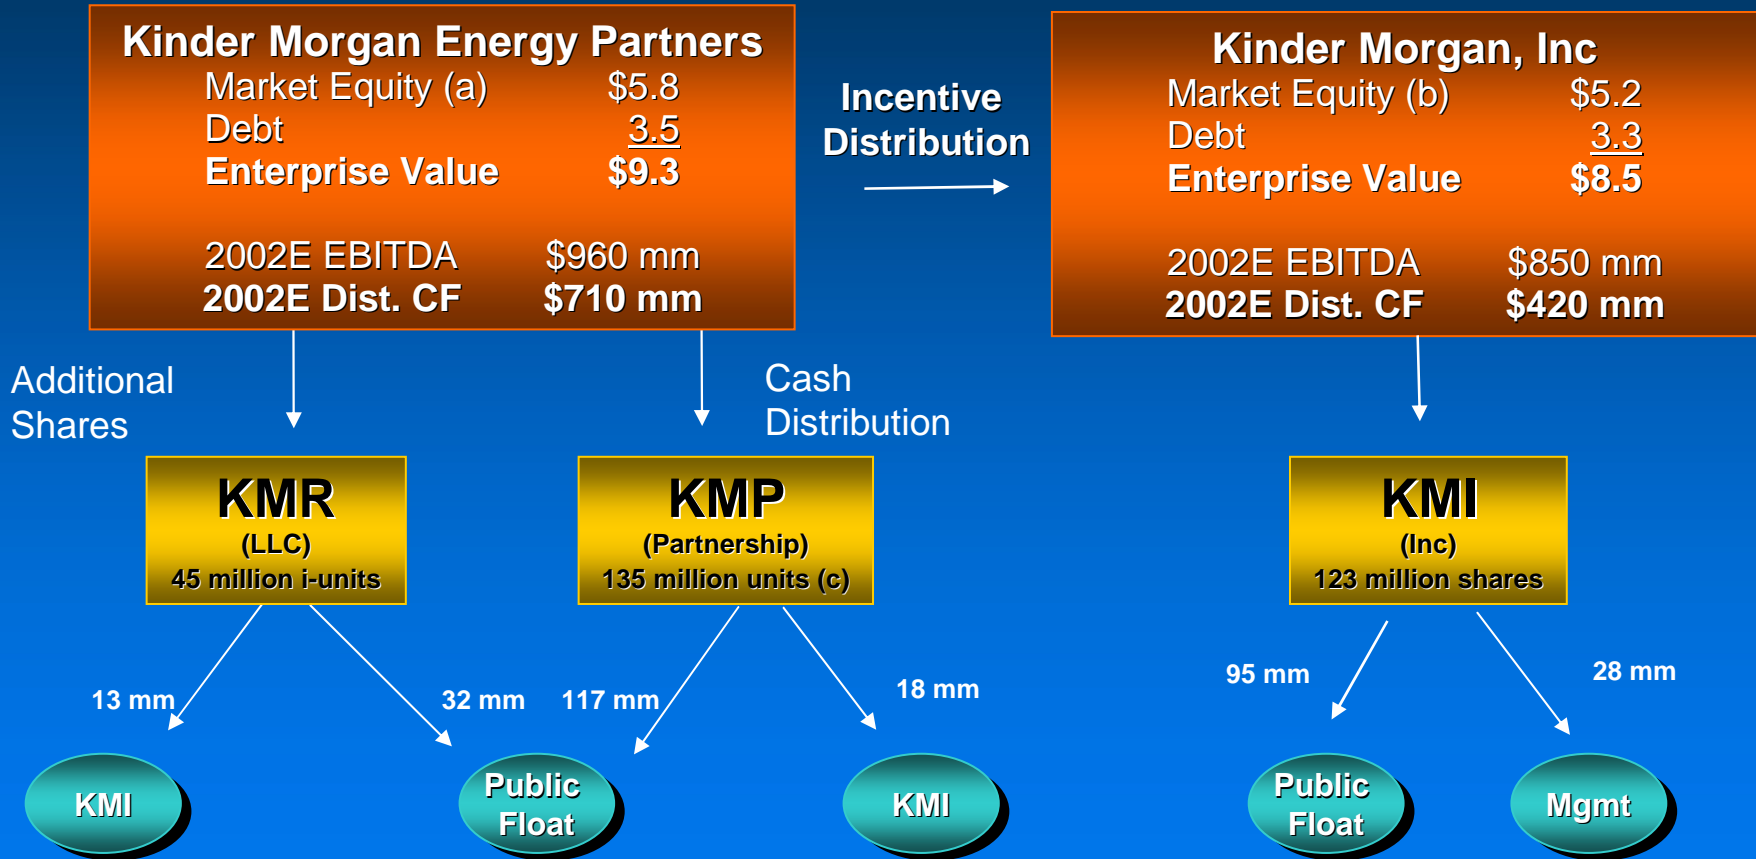 Kinder Morgan Energy Partners
Market Equity (a) $5.8
Debt 3.5
Enterprise Value $9.3
2002E EBITDA $960 mm
2002E Dist. CF $710 mm
Incentive
Distribution
Kinder Morgan, Inc
Market Equity (b) $5.2
Debt 3.3
Enterprise Value $8.5
2002E EBITDA $850 mm
2002E Dist. CF $420 mm
Additional
Shares
Cash
Distribution
KMR
(LLC)
45 million i-units
KMP
(Partnership)
135 million units (c)
KMI
(Inc)
123 million shares
13 mm
32 mm
117 mm
18 mm
95 mm
28 mm
KMI
Public
Float
KMI
Public
Float
Mgmt